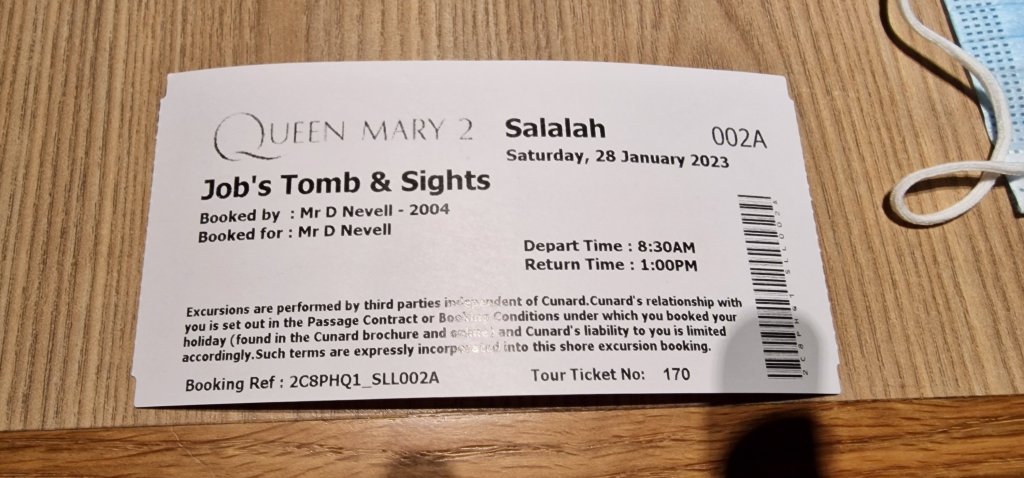 QUEEN MARY 2
Salalah
002A
Saturday, 28 January 2023
Job's Tomb & Sights
Booked by : Mr D Nevell - 2004
Booked for : Mr D Nevell
Depart Time : 8:30AM
Return Time : 1:00PM
Excursions are performed by third parties independent of Cunard.Cunard's relationship with
you is set out in the Passage Contract or Booking Conditions under which you booked your
holiday (found in the Cunard brochure and and Cunard's liability to you is limited
accordingly.Such terms are expressly incorporated into this shore excursion booking.
Booking Ref : 2C8PHQ1_SLL002A
Tour Ticket No: 170
2C8PHQ1_SLL002A